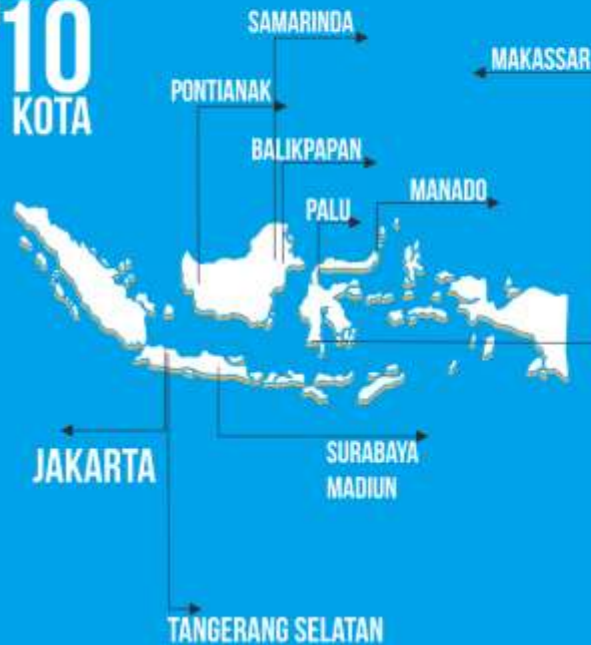 10
KOTA
SAMARINDA
MAKASSAR
PONTIANAK
BALIKPAPAN
PALU
MANADO
JAKARTA
SURABAYA
MADIUN
TANGERANG SELATAN